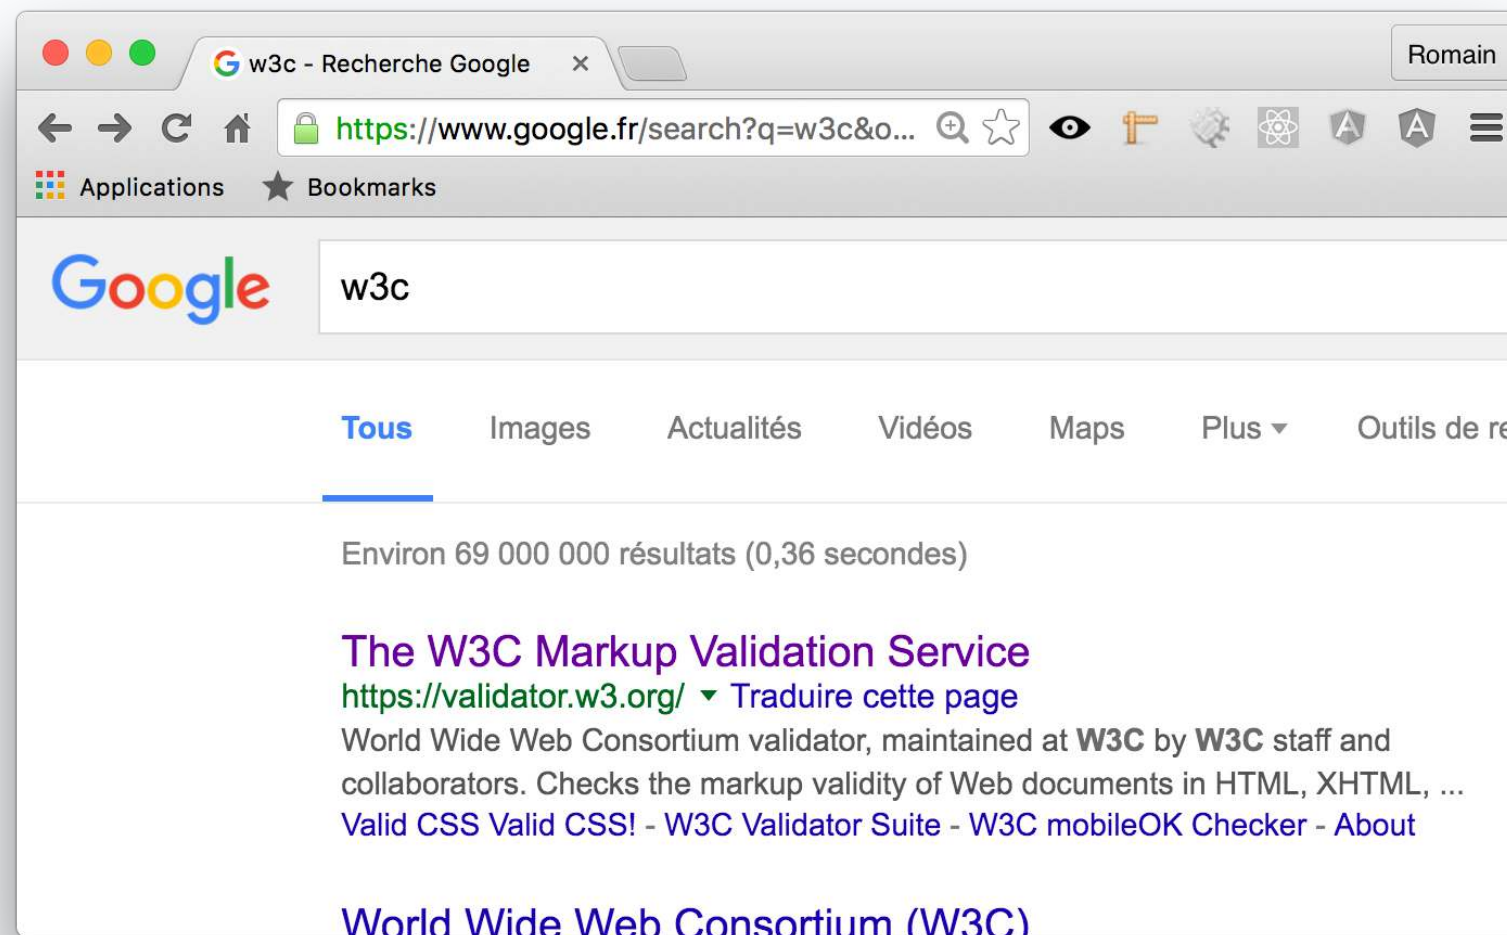 w3c - Recherche Google
Romain
https://www.google.fr/search?q=w3c&o...
Applications Bookmarks
Google w3c
Tous Images Actualités Vidéos Maps Plus Outils de re
Environ 69 000 000 résultats (0,36 secondes)
The W3C Markup Validation Service
https://validator.w3.org/ Traduire cette page
World Wide Web Consortium validator, maintained at W3C by W3C staff and
collaborators. Checks the markup validity of Web documents in HTML, XHTML, ...
Valid CSS Valid CSS! - W3C Validator Suite - W3C mobileOK Checker - About
World Wide Web Consortium (W3C)